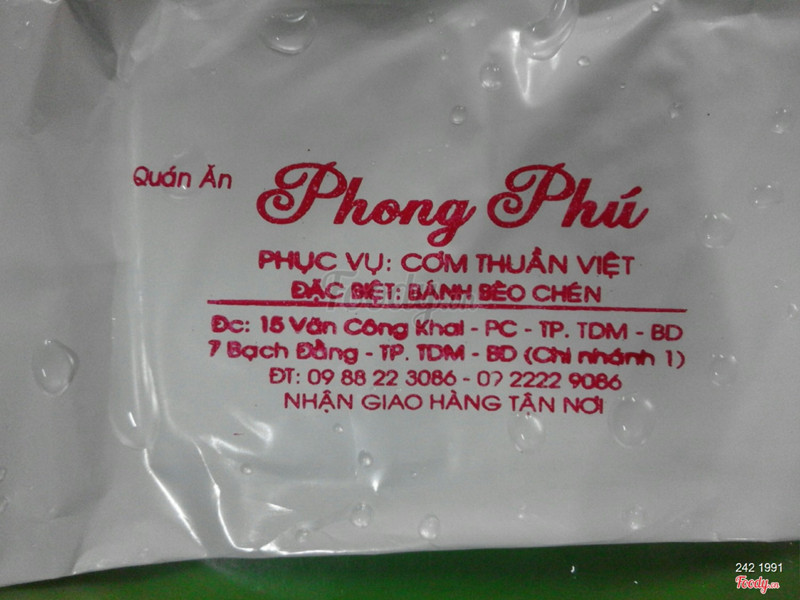 Quán Ăn Phong Phú
PHỤC VỤ: CƠM THUẦN VIỆT
ĐẶC BIỆT: BÁNH BÈO CHÉN
Đc: 15 Văn Công Khai - PC - TP. TDM - BD
7 Bạch Đằng - TP. TDM - BD (Chi nhánh 1)
ĐT: 09 88 22 3086 - 09 2222 9086
NHẬN GIAO HÀNG TẬN NƠI
242 1991
Foody.vn